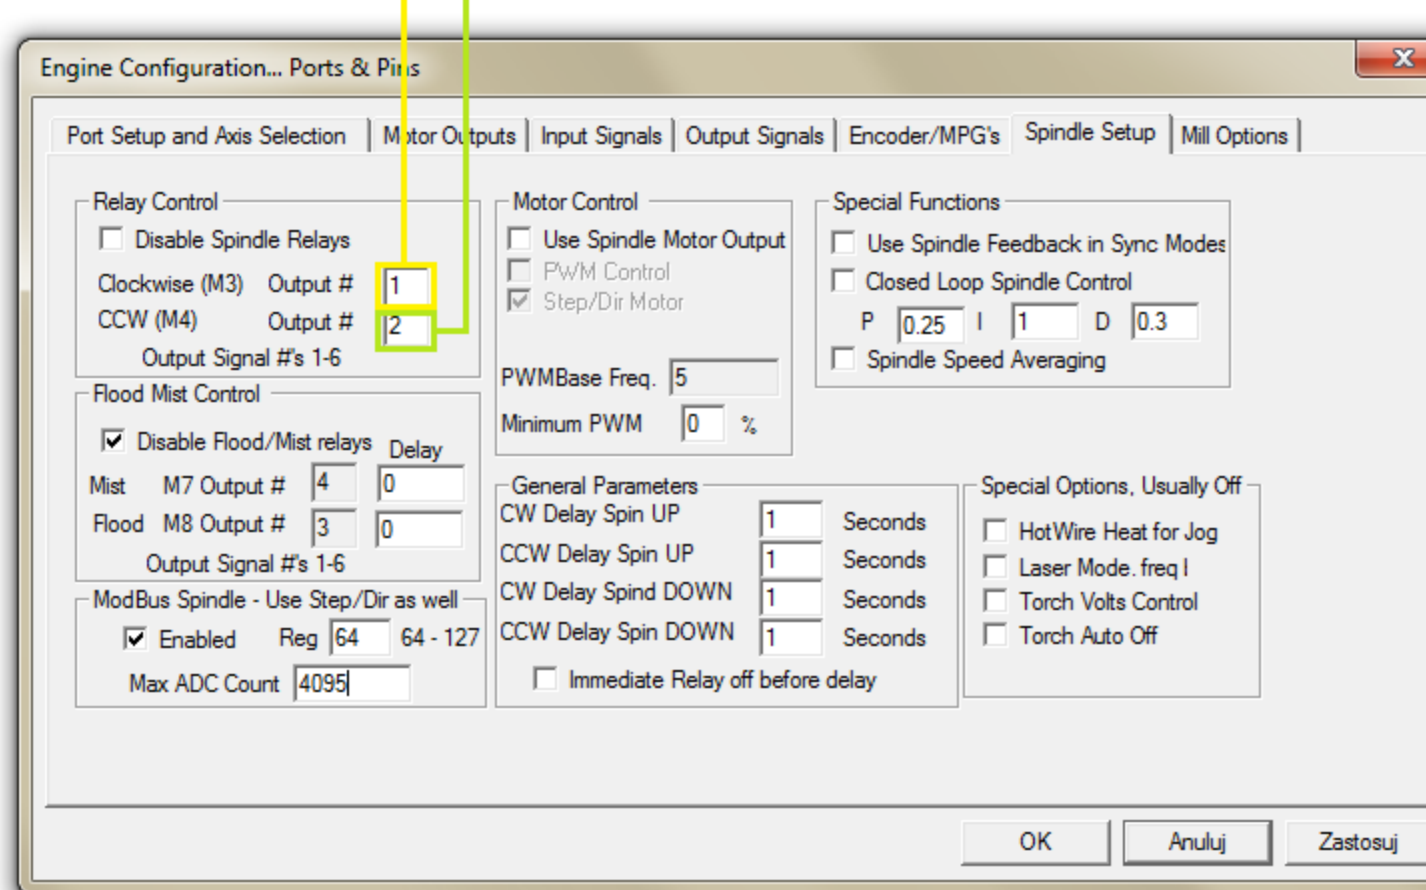 Engine Configuration... Ports & Pins
X
Port Setup and Axis Selection
Motor Outputs
Input Signals
Output Signals
Encoder/MPG's
Spindle Setup
Mill Options
Relay Control
Disable Spindle Relays
Clockwise (M3) Output # 1
CCW (M4) Output # 2
Output Signal #'s 1-6
Flood Mist Control
Disable Flood/Mist relays Delay
Mist M7 Output # 4 0
Flood M8 Output # 3 0
Output Signal #'s 1-6
ModBus Spindle - Use Step/Dir as well
Enabled Reg 64 64 - 127
Max ADC Count 4095
Motor Control
Use Spindle Motor Output
PWM Control
Step/Dir Motor
PWMBase Freq. 5
Minimum PWM 0 %
Special Functions
Use Spindle Feedback in Sync Modes
Closed Loop Spindle Control
P 0.25 I 1 D 0.3
Spindle Speed Averaging
General Parameters
CW Delay Spin UP 1 Seconds
CCW Delay Spin UP 1 Seconds
CW Delay Spind DOWN 1 Seconds
CCW Delay Spin DOWN 1 Seconds
Immediate Relay off before delay
Special Options, Usually Off
HotWire Heat for Jog
Laser Mode. freq I
Torch Volts Control
Torch Auto Off
OK
Anuluj
Zastosuj